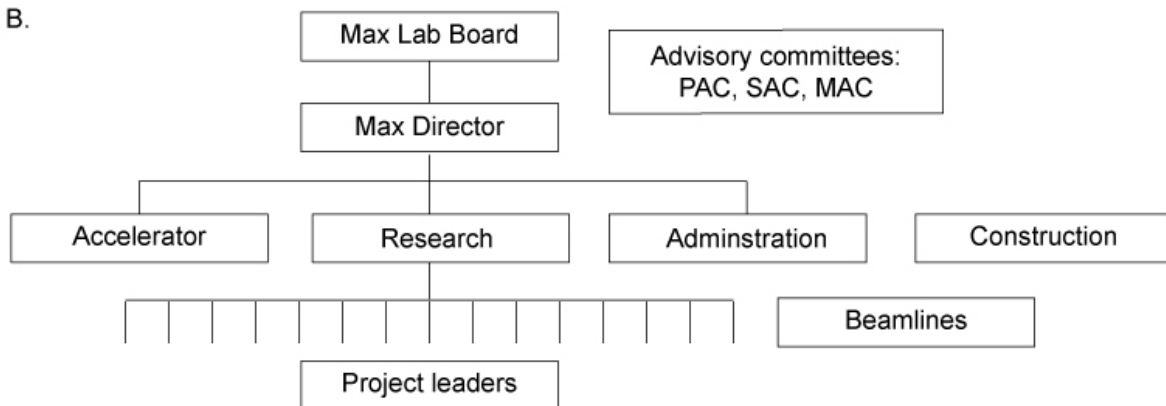 B.
Max Lab Board
Advisory committees:
PAC, SAC, MAC
Max Director
Accelerator
Research
Adminstration
Construction
Beamlines
Project leaders